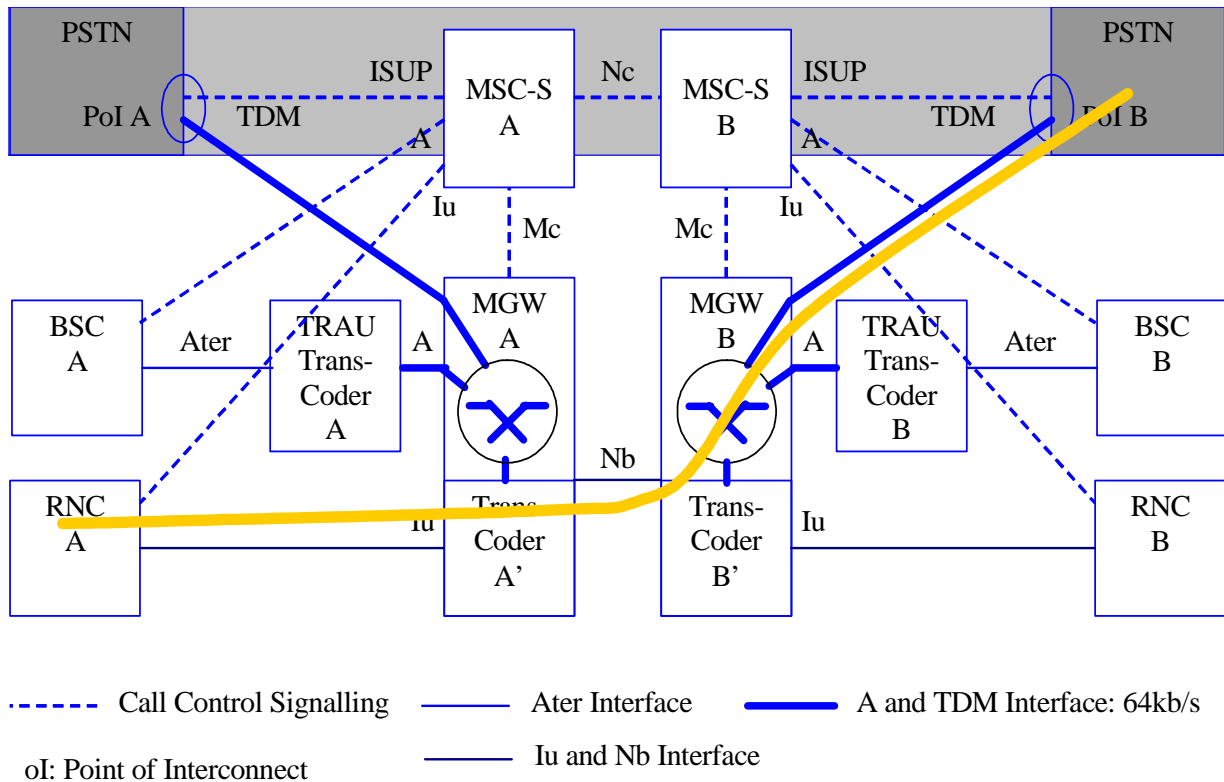 PSTN
PSTN
ISUP
Nc
ISUP
MSC-S
A
MSC-S
B
PoI A
TDM
TDM
PoI B
A
A
Iu
Iu
Mc
Mc
BSC
A
Ater
TRAU
Trans-
Coder
A
A
MGW
A
MGW
B
A
TRAU
Trans-
Coder
B
Ater
BSC
B
Nb
RNC
A
Iu
Trans-
Coder
A’
Trans-
Coder
B’
Iu
RNC
B
Call Control Signalling
Ater Interface
A and TDM Interface: 64kb/s
oI: Point of Interconnect
Iu and Nb Interface